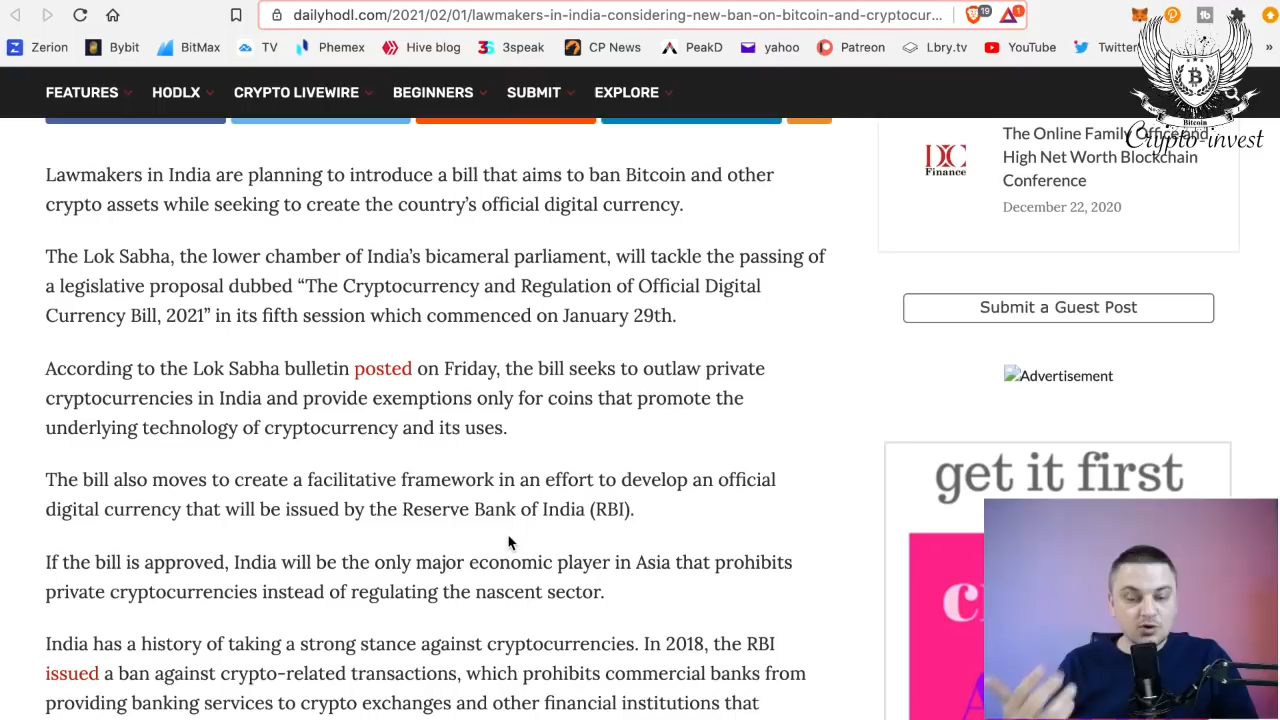 dailyhodl.com/2021/02/01/lawmakers-in-india-considering-new-ban-on-bitcoin-and-cryptocur...
19
1
Zerion Bybit BitMax TV Phemex Hive blog 3speak CP News PeakD yahoo Patreon Lbry.tv YouTube Twitter »
FEATURES HODLX CRYPTO LIVEWIRE BEGINNERS SUBMIT EXPLORE
Bitcoin
Crypto-invest
Lawmakers in India are planning to introduce a bill that aims to ban Bitcoin and other
crypto assets while seeking to create the country’s official digital currency.
The Lok Sabha, the lower chamber of India’s bicameral parliament, will tackle the passing of
a legislative proposal dubbed “The Cryptocurrency and Regulation of Official Digital
Currency Bill, 2021” in its fifth session which commenced on January 29th.
According to the Lok Sabha bulletin posted on Friday, the bill seeks to outlaw private
cryptocurrencies in India and provide exemptions only for coins that promote the
underlying technology of cryptocurrency and its uses.
The bill also moves to create a facilitative framework in an effort to develop an official
digital currency that will be issued by the Reserve Bank of India (RBI).
If the bill is approved, India will be the only major economic player in Asia that prohibits
private cryptocurrencies instead of regulating the nascent sector.
India has a history of taking a strong stance against cryptocurrencies. In 2018, the RBI
issued a ban against crypto-related transactions, which prohibits commercial banks from
providing banking services to crypto exchanges and other financial institutions that
DC
Finance
The Online Family Office and
High Net Worth Blockchain
Conference
December 22, 2020
Submit a Guest Post
Advertisement
get it first